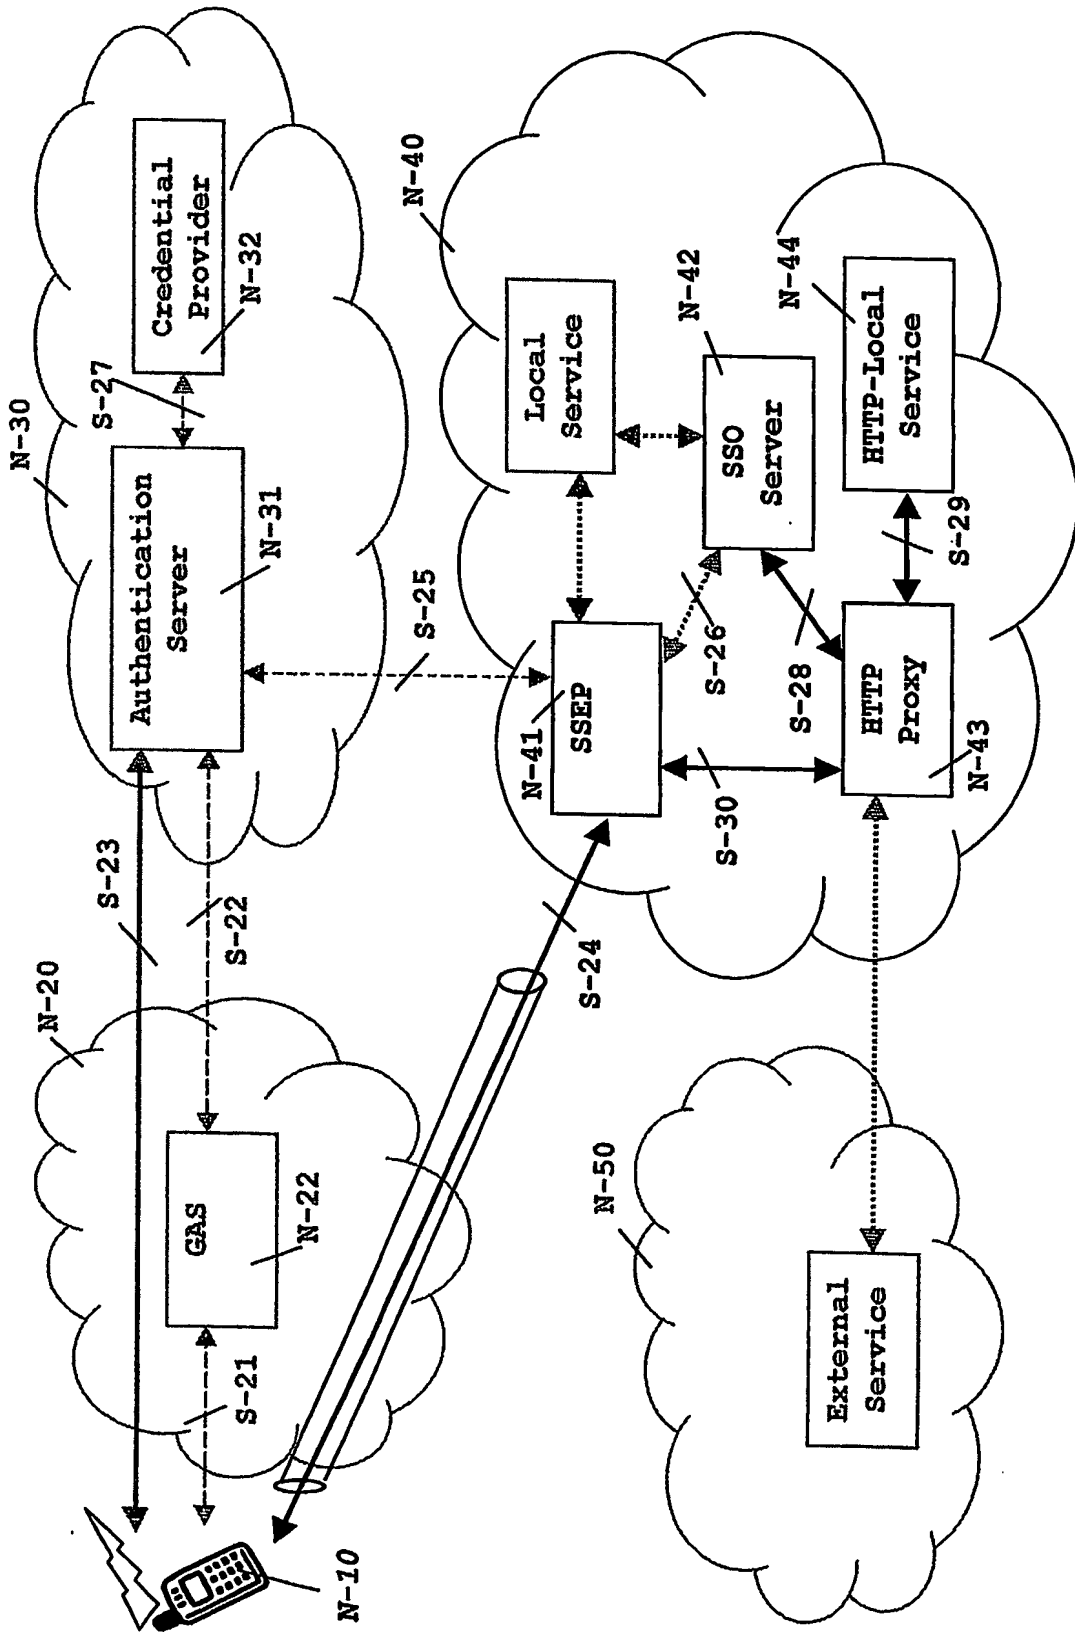 N-10
S-21
GAS
N-22
N-20
S-22
S-23
Authentication
Server
N-31
N-30
S-27
Credential
Provider
N-32
S-25
S-24
N-40
N-41
SSEP
Local
Service
S-26
SSO
Server
N-42
S-30
S-28
HTTP
Proxy
N-43
S-29
HTTP-Local
Service
N-44
N-50
External
Service